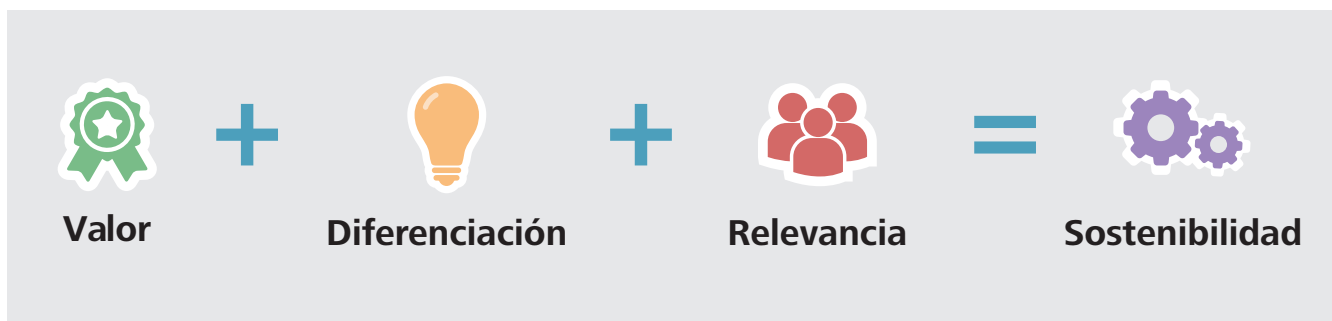 Valor + Diferenciación + Relevancia = Sostenibilidad